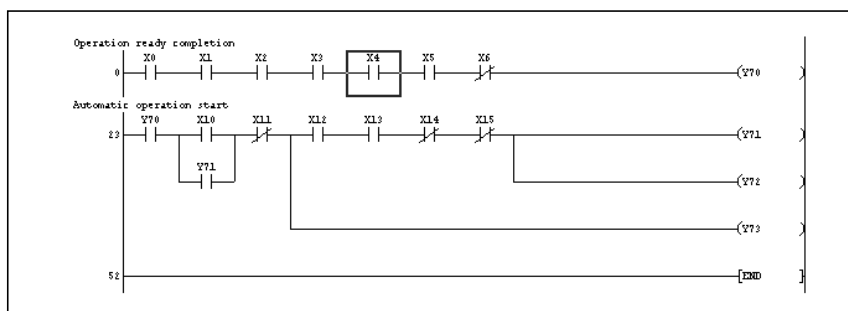 Operation ready completion
X0 X1 X2 X3 X4 X5 X6
0 (Y70 )
Automatic operation start
Y70 X10 X11 X12 X13 X14 X15
23 (Y71 )
Y71
(Y72 )
(Y73 )
52 [END ]